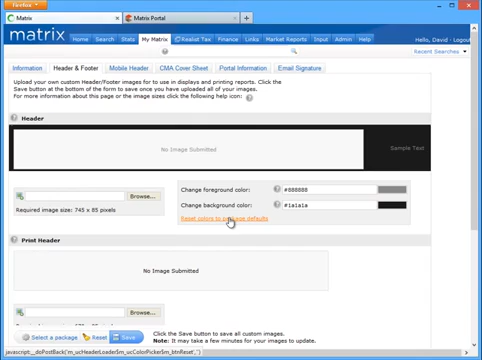 Firefox
Matrix
Matrix Portal
matrix
Home Search Stats My Matrix Realist Tax Finance Links Market Reports Input Admin Help
Hello, David - Logout
Recent Searches
Information Header & Footer Mobile Header CMA Cover Sheet Portal Information Email Signature
Upload your own custom Header/Footer images for to use in displays and printing reports. Click the
Save button at the bottom of form to save once you have uploaded all of your images.
For more information about this page or the image sizes click the following help icon:
Header
No Image Submitted
Sample Text
Browse...
Required image size: 745 x 85 pixels
Change foreground color: #888888
Change background color: #1a1a1a
Reset colors to package defaults
Print Header
No Image Submitted
Browse...
Select a package Reset Save
Click the Save button to save all custom images.
Note: It may take a few minutes for your images to update.
javascript:__doPostBack('m_ucHeaderLoader$m_ucColorPicker$m_btnReset','')